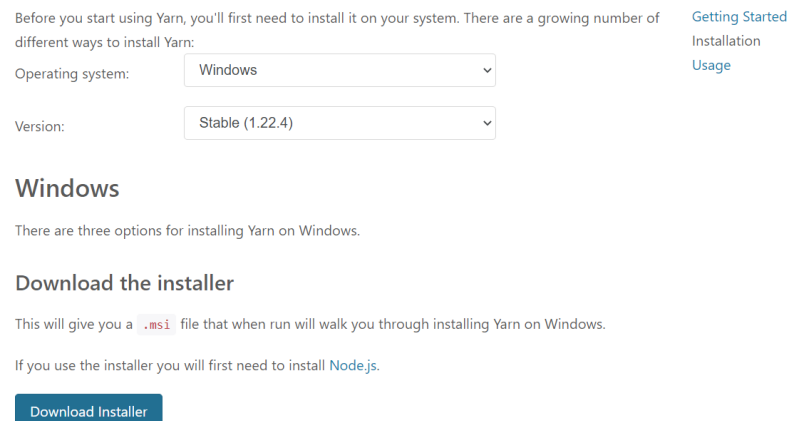 Before you start using Yarn, you'll first need to install it on your system. There are a growing number of
different ways to install Yarn:
Operating system:
Windows
Version:
Stable (1.22.4)
Windows
There are three options for installing Yarn on Windows.
Download the installer
This will give you a .msi file that when run will walk you through installing Yarn on Windows.
If you use the installer you will first need to install Node.js.
Download Installer
Getting Started
Installation
Usage